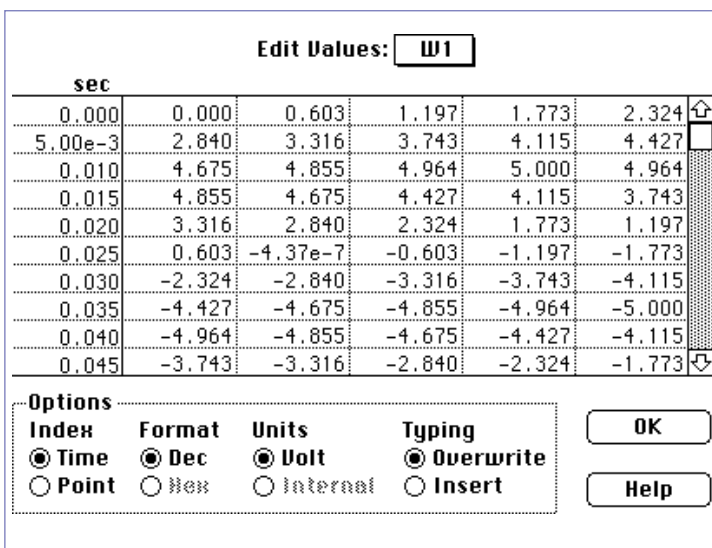 Edit Values: W1
sec
0.000 0.000 0.603 1.197 1.773 2.324
5.00e-3 2.840 3.316 3.743 4.115 4.427
0.010 4.675 4.855 4.964 5.000 4.964
0.015 4.855 4.675 4.427 4.115 3.743
0.020 3.316 2.840 2.324 1.773 1.197
0.025 0.603 -4.37e-7 -0.603 -1.197 -1.773
0.030 -2.324 -2.840 -3.316 -3.743 -4.115
0.035 -4.427 -4.675 -4.855 -4.964 -5.000
0.040 -4.964 -4.855 -4.675 -4.427 -4.115
0.045 -3.743 -3.316 -2.840 -2.324 -1.773
Options
Index Format Units Typing
Time Dec Volt Overwrite
Point Hex Internal Insert
OK
Help